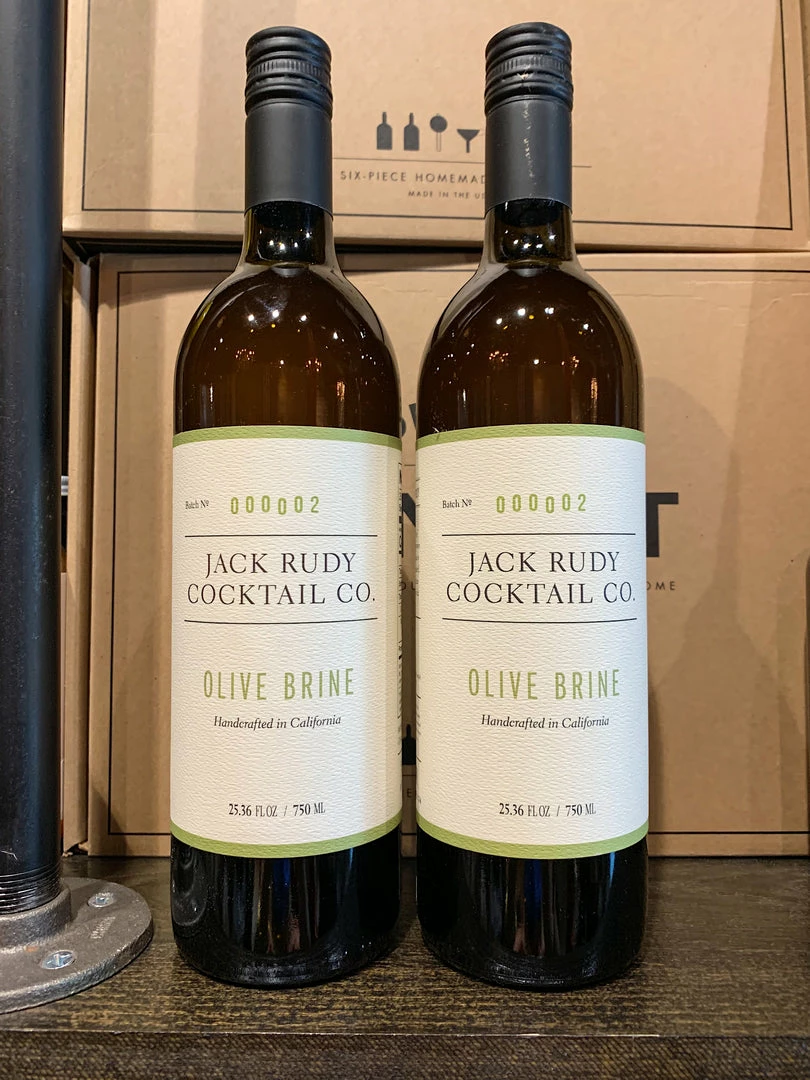 SIX-PIECE HOMEMAD
MADE IN THE US
Batch Nº 000002
JACK RUDY
COCKTAIL CO.
OLIVE BRINE
Handcrafted in California
25.36 FL OZ / 750 ML
Batch Nº 000002
JACK RUDY
COCKTAIL CO.
OLIVE BRINE
Handcrafted in California
25.36 FL OZ / 750 ML
T
OME